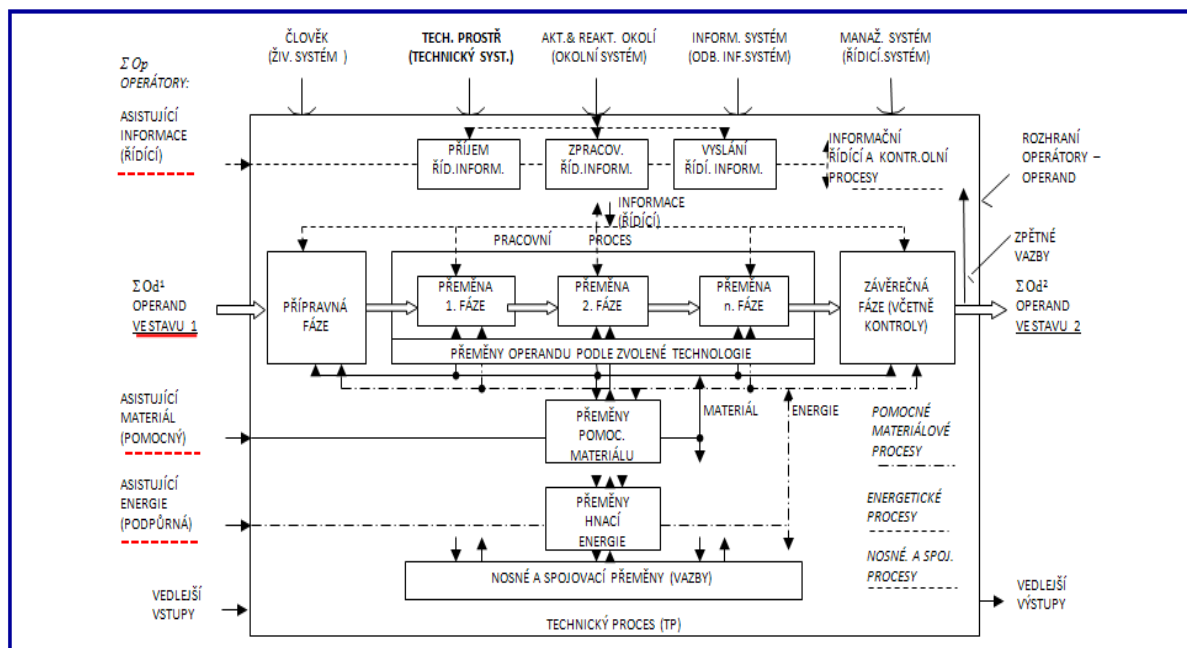 ČLOVĚK
(ŽIV. SYSTÉM )
TECH. PROSTŘ
(TECHNICKÝ SYST.)
AKT.& REAKT. OKOLÍ
(OKOLNÍ SYSTÉM)
INFORM. SYSTÉM
(ODB. INF.SYSTÉM)
MANAŽ. SYSTÉM
(ŘÍDICÍ.SYSTÉM)
Σ Op
OPERÁTORY:
ASISTUJÍCÍ
INFORMACE
(ŘÍDÍCÍ)
PŘÍJEM
ŘÍD.INFORM.
ZPRACOV.
ŘÍD.INFORM.
VYSLÁNÍ
ŘÍDÍ. INFORM.
INFORMAČNÍ
ŘÍDÍCÍ A KONTR.OLNÍ
PROCESY
ROZHRANÍ
OPERÁTORY –
OPERAND
INFORMACE
(ŘÍDÍCÍ)
PRACOVNÍ PROCES
ZPĚTNÉ
VAZBY
Σ Od¹
OPERAND
VE STAVU 1
PŘÍPRAVNÁ
FÁZE
PŘEMĚNA
1. FÁZE
PŘEMĚNA
2. FÁZE
PŘEMĚNA
n. FÁZE
ZÁVĚREČNÁ
FÁZE (VČETNĚ
KONTROLY)
Σ Od²
OPERAND
VE STAVU 2
PŘEMĚNY OPERANDU PODLE ZVOLENÉ TECHNOLOGIE
ASISTUJÍCÍ
MATERIÁL
(POMOCNÝ)
PŘEMĚNY
POMOC.
MATERIÁLU
MATERIÁL
ENERGIE
POMOCNÉ
MATERIÁLOVÉ
PROCESY
ASISTUJÍCÍ
ENERGIE
(PODPŮRNÁ)
PŘEMĚNY
HNACÍ
ENERGIE
ENERGETICKÉ
PROCESY
NOSNÉ A SPOJOVACÍ PŘEMĚNY (VAZBY)
NOSNÉ. A SPOJ.
PROCESY
VEDLEJŠÍ
VSTUPY
VEDLEJŠÍ
VÝSTUPY
TECHNICKÝ PROCES (TP)